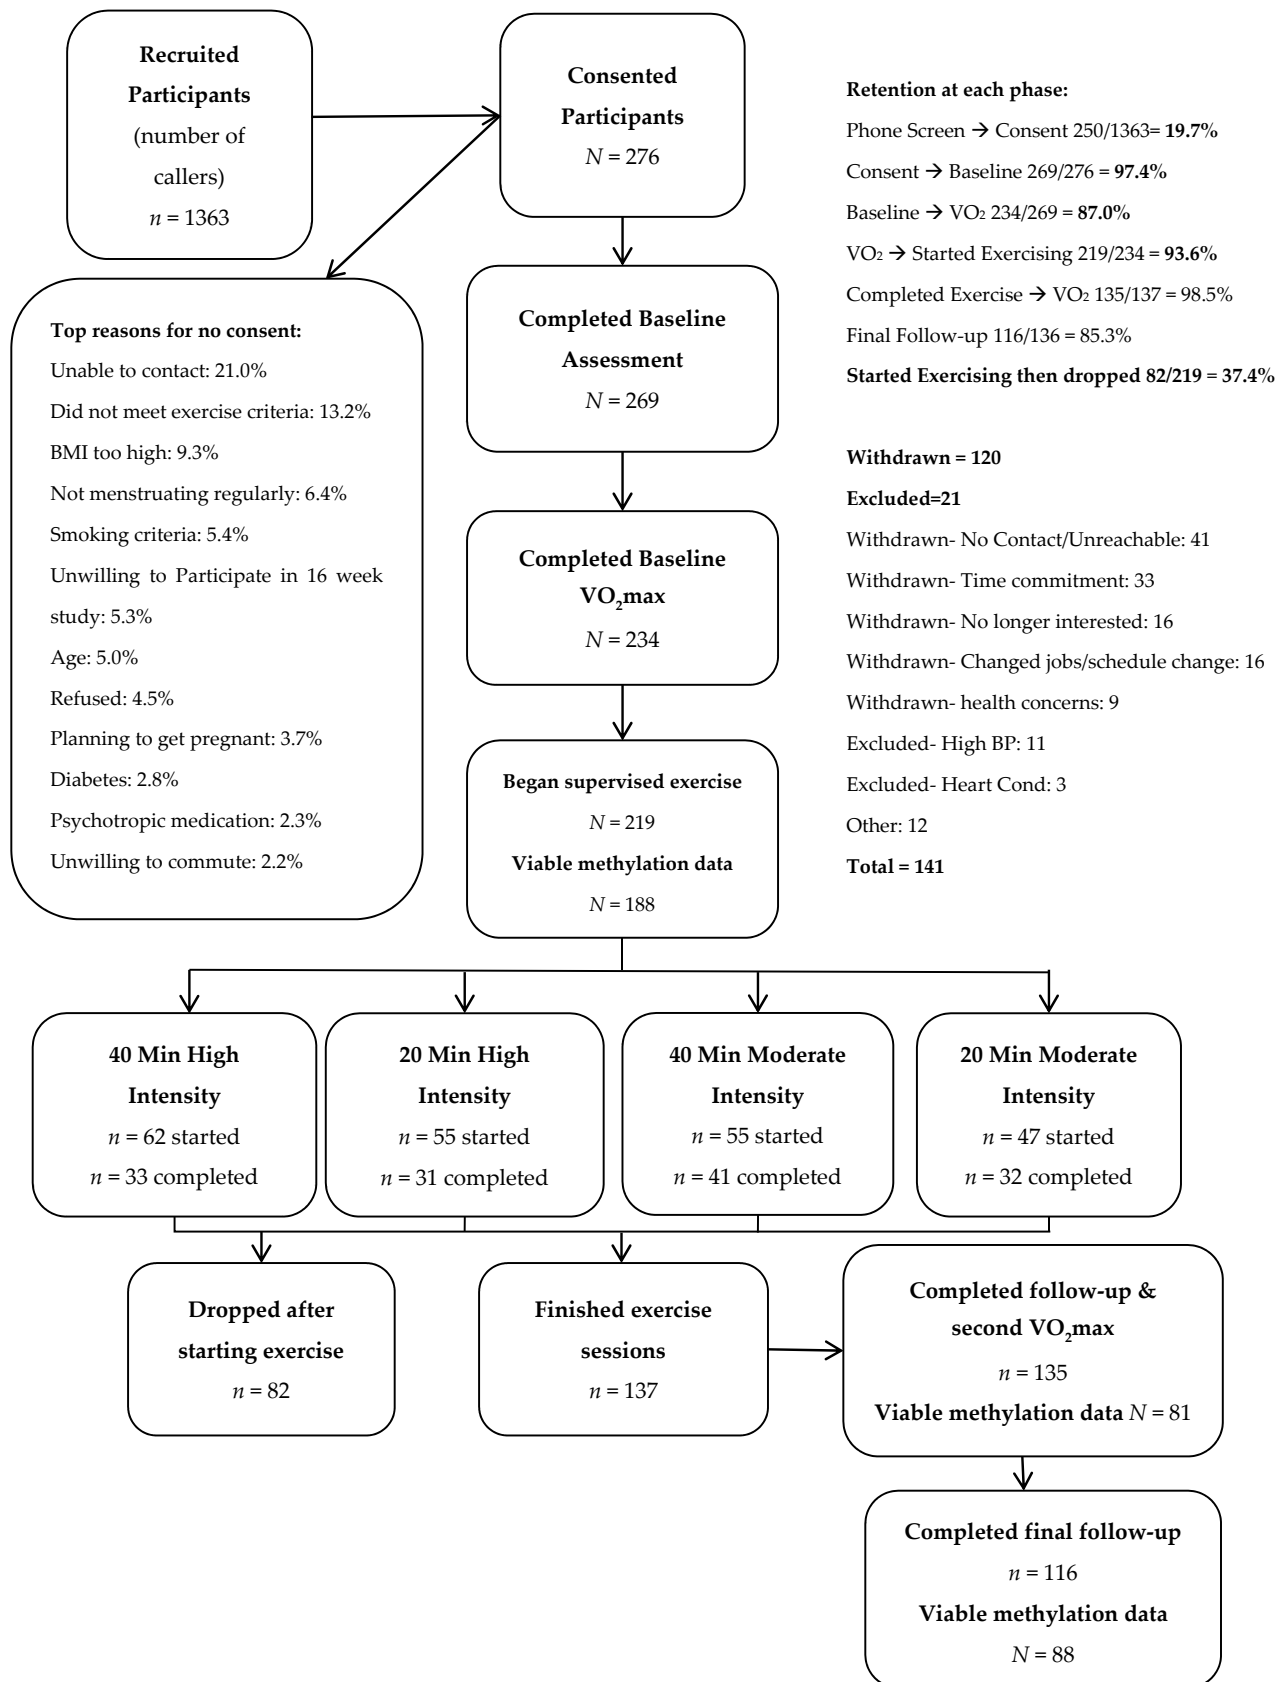 Recruited
Participants
(number of
callers)
n = 1363
Consented
Participants
N = 276
Retention at each phase:
Phone Screen → Consent 250/1363= 19.7%
Consent → Baseline 269/276 = 97.4%
Baseline → VO₂ 234/269 = 87.0%
VO₂ → Started Exercising 219/234 = 93.6%
Completed Exercise → VO₂ 135/137 = 98.5%
Final Follow-up 116/136 = 85.3%
Started Exercising then dropped 82/219 = 37.4%
Withdrawn = 120
Excluded=21
Withdrawn- No Contact/Unreachable: 41
Withdrawn- Time commitment: 33
Withdrawn- No longer interested: 16
Withdrawn- Changed jobs/schedule change: 16
Withdrawn- health concerns: 9
Excluded- High BP: 11
Excluded- Heart Cond: 3
Other: 12
Total = 141
Top reasons for no consent:
Unable to contact: 21.0%
Did not meet exercise criteria: 13.2%
BMI too high: 9.3%
Not menstruating regularly: 6.4%
Smoking criteria: 5.4%
Unwilling to Participate in 16 week
study: 5.3%
Age: 5.0%
Refused: 4.5%
Planning to get pregnant: 3.7%
Diabetes: 2.8%
Psychotropic medication: 2.3%
Unwilling to commute: 2.2%
Completed Baseline
Assessment
N = 269
Completed Baseline
VO₂max
N = 234
Began supervised exercise
N = 219
Viable methylation data
N = 188
40 Min High
Intensity
n = 62 started
n = 33 completed
20 Min High
Intensity
n = 55 started
n = 31 completed
40 Min Moderate
Intensity
n = 55 started
n = 41 completed
20 Min Moderate
Intensity
n = 47 started
n = 32 completed
Dropped after
starting exercise
n = 82
Finished exercise
sessions
n = 137
Completed follow-up &
second VO₂max
n = 135
Viable methylation data N = 81
Completed final follow-up
n = 116
Viable methylation data
N = 88